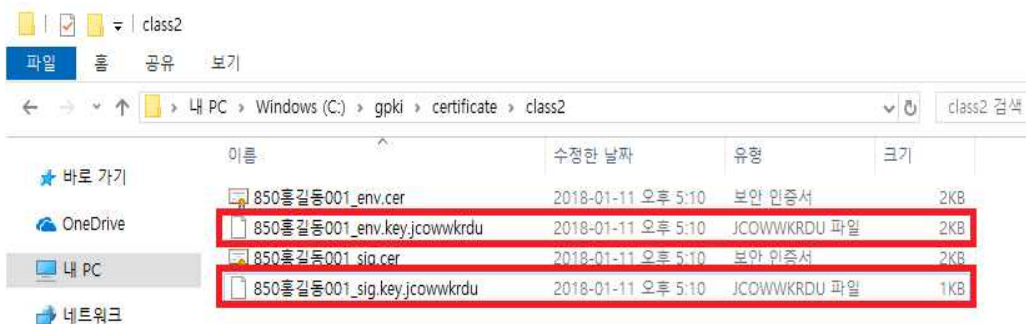 class2
파일 홈 공유 보기
내 PC > Windows (C:) > gpki > certificate > class2 class2 검색
이름 수정한 날짜 유형 크기
바로 가기
OneDrive
내 PC
네트워크
850홍길동001_env.cer 2018-01-11 오후 5:10 보안 인증서 2KB
850홍길동001_env.key.jcowwkrdu 2018-01-11 오후 5:10 JCOWWKRDU 파일 2KB
850홍길동001_sig.cer 2018-01-11 오후 5:10 보안 인증서 2KB
850홍길동001_sig.key.jcowwkrdu 2018-01-11 오후 5:10 JCOWWKRDU 파일 1KB